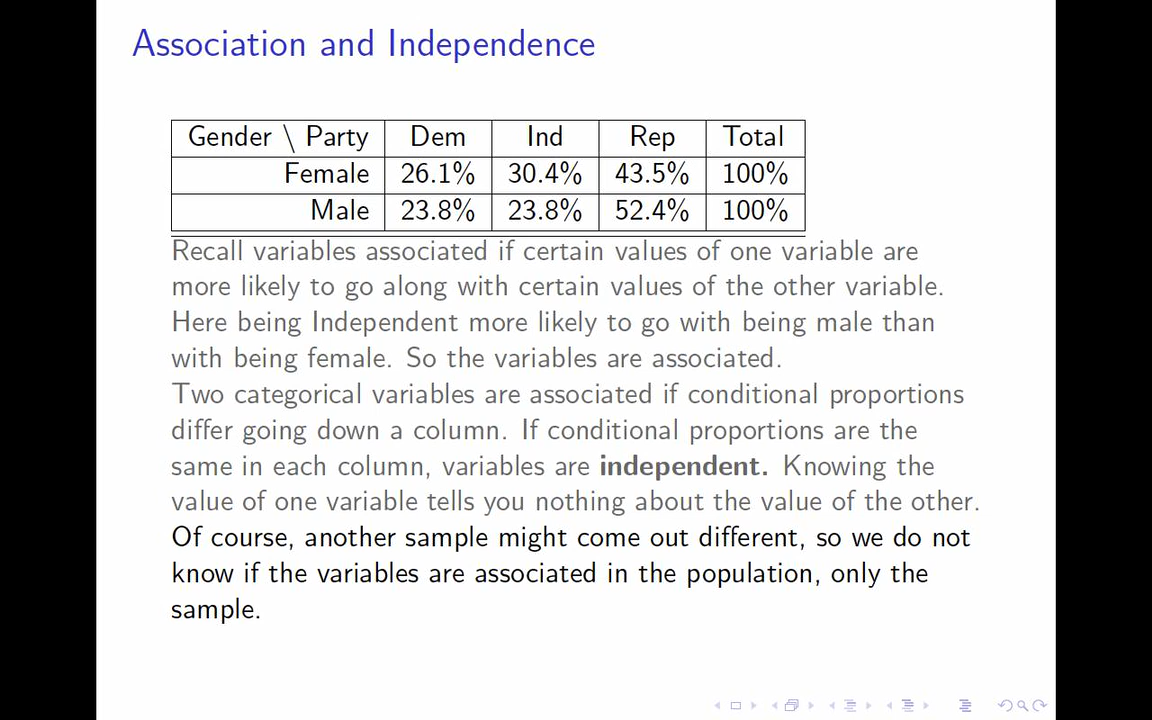 Association and Independence
Gender \ Party Dem Ind Rep Total
Female 26.1% 30.4% 43.5% 100%
Male 23.8% 23.8% 52.4% 100%
Recall variables associated if certain values of one variable are
more likely to go along with certain values of the other variable.
Here being Independent more likely to go with being male than
with being female. So the variables are associated.
Two categorical variables are associated if conditional proportions
differ going down a column. If conditional proportions are the
same in each column, variables are independent. Knowing the
value of one variable tells you nothing about the value of the other.
Of course, another sample might come out different, so we do not
know if the variables are associated in the population, only the
sample.